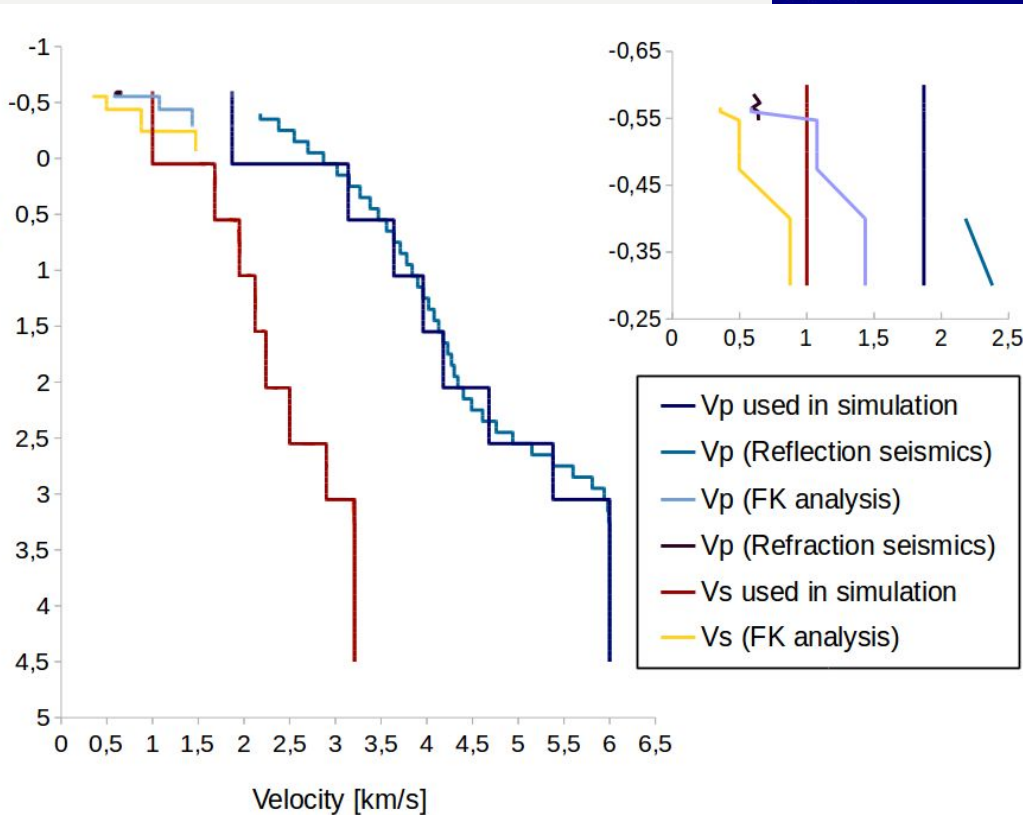 -1
-0,5
0
0,5
1
1,5
2
2,5
3
3,5
4
4,5
5
0 0,5 1 1,5 2 2,5 3 3,5 4 4,5 5 5,5 6 6,5
Velocity [km/s]
-0,65
-0,55
-0,45
-0,35
-0,25
0 0,5 1 1,5 2 2,5
Vp used in simulation
Vp (Reflection seismics)
Vp (FK analysis)
Vp (Refraction seismics)
Vs used in simulation
Vs (FK analysis)